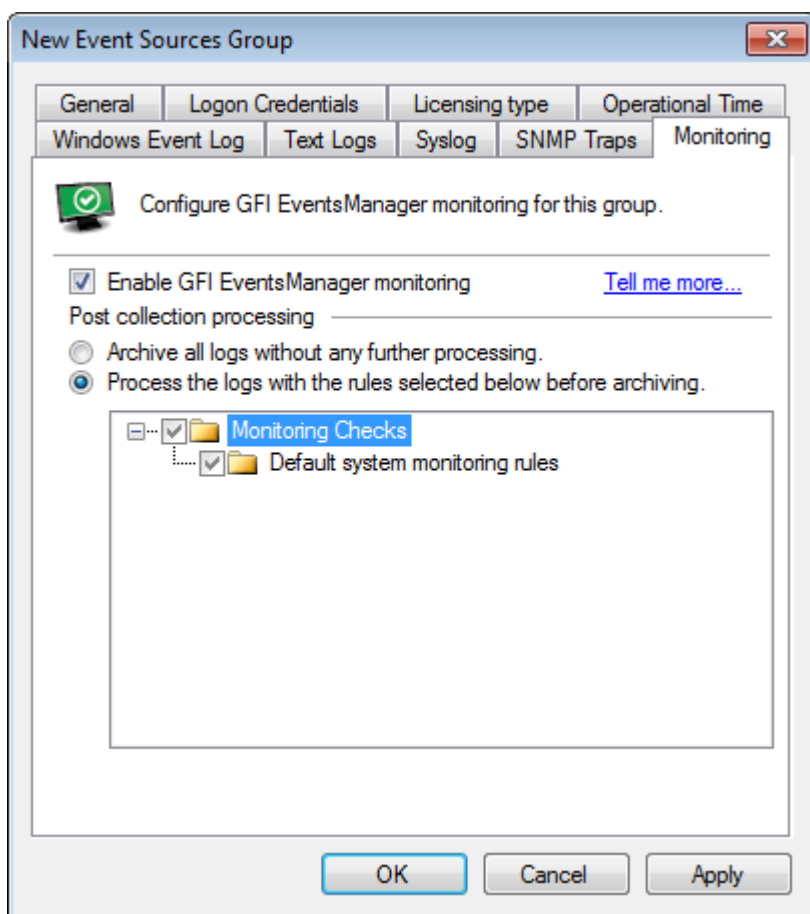 New Event Sources Group
General Logon Credentials Licensing type Operational Time
Windows Event Log Text Logs Syslog SNMP Traps Monitoring
Configure GFI EventsManager monitoring for this group.
Enable GFI EventsManager monitoring Tell me more...
Post collection processing
Archive all logs without any further processing.
Process the logs with the rules selected below before archiving.
Monitoring Checks
Default system monitoring rules
OK Cancel Apply